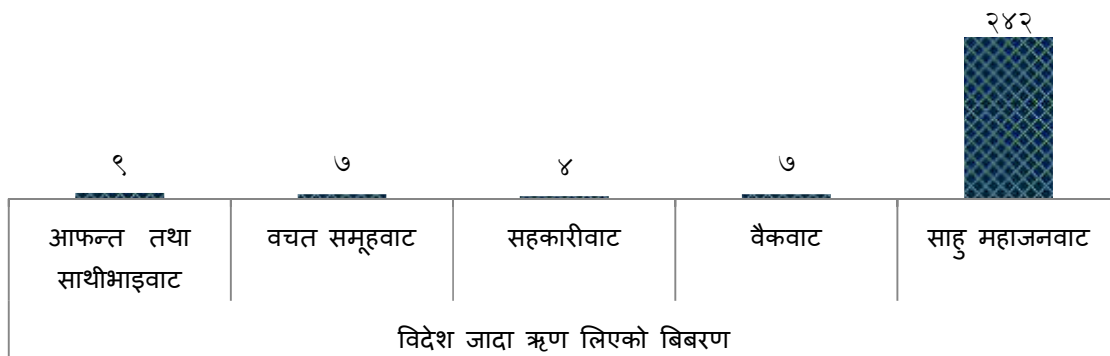 २४२
९ ७ ४ ७
आफन्त तथा साथीभाइवाट
वचत समूहवाट
सहकारीवाट
वैकवाट
साहु महाजनवाट
विदेश जादा ऋण लिएको बिबरण